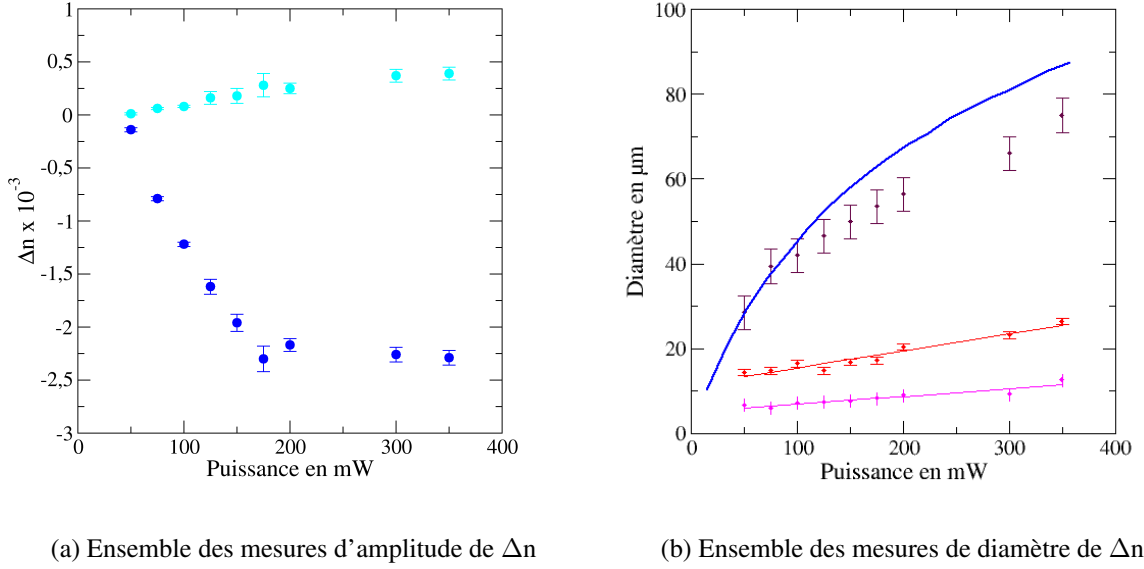 1
0,5
0
-0,5
-1
-1,5
-2
-2,5
-3
Δn x 10⁻³
0 100 200 300 400
Puissance en mW
100
80
60
40
20
0
Diamètre en µm
0 100 200 300 400
Puissance en mW
(a) Ensemble des mesures d'amplitude de Δn
(b) Ensemble des mesures de diamètre de Δn